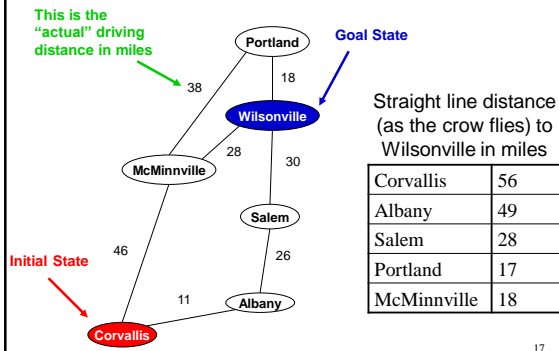 This is the
“actual” driving
distance in miles
Portland
Goal State
38
18
Wilsonville
28
30
McMinnville
Salem
26
46
Initial State
11
Albany
Corvallis
Straight line distance
(as the crow flies) to
Wilsonville in miles
Corvallis 56
Albany 49
Salem 28
Portland 17
McMinnville 18
17